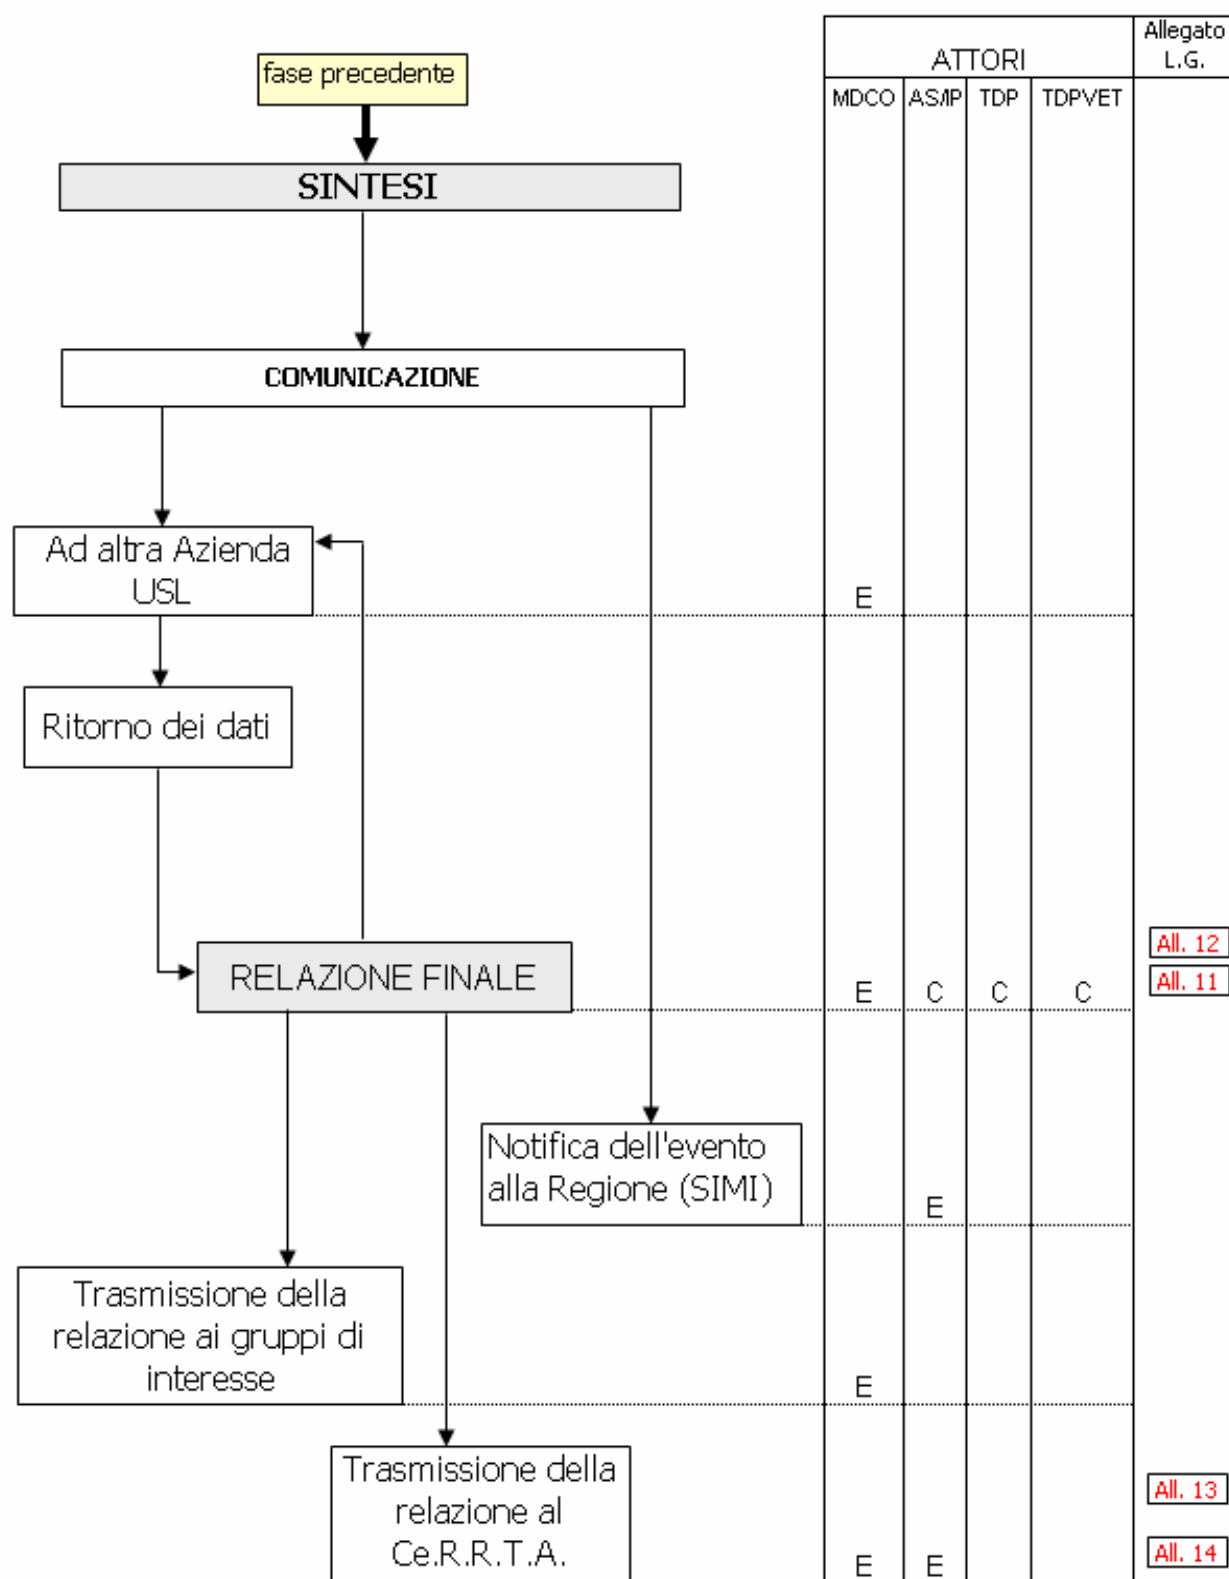 Allegato
L.G.
ATTORI
MDCO AS/IP TDP TDPVET
fase precedente
SINTESI
COMUNICAZIONE
Ad altra Azienda
USL
E
Ritorno dei dati
All. 12
RELAZIONE FINALE
E C C C
All. 11
Notifica dell'evento
alla Regione (SIMI)
E
Trasmissione della
relazione ai gruppi di
interesse
E
Trasmissione della
relazione al
Ce.R.R.T.A.
All. 13
E E
All. 14